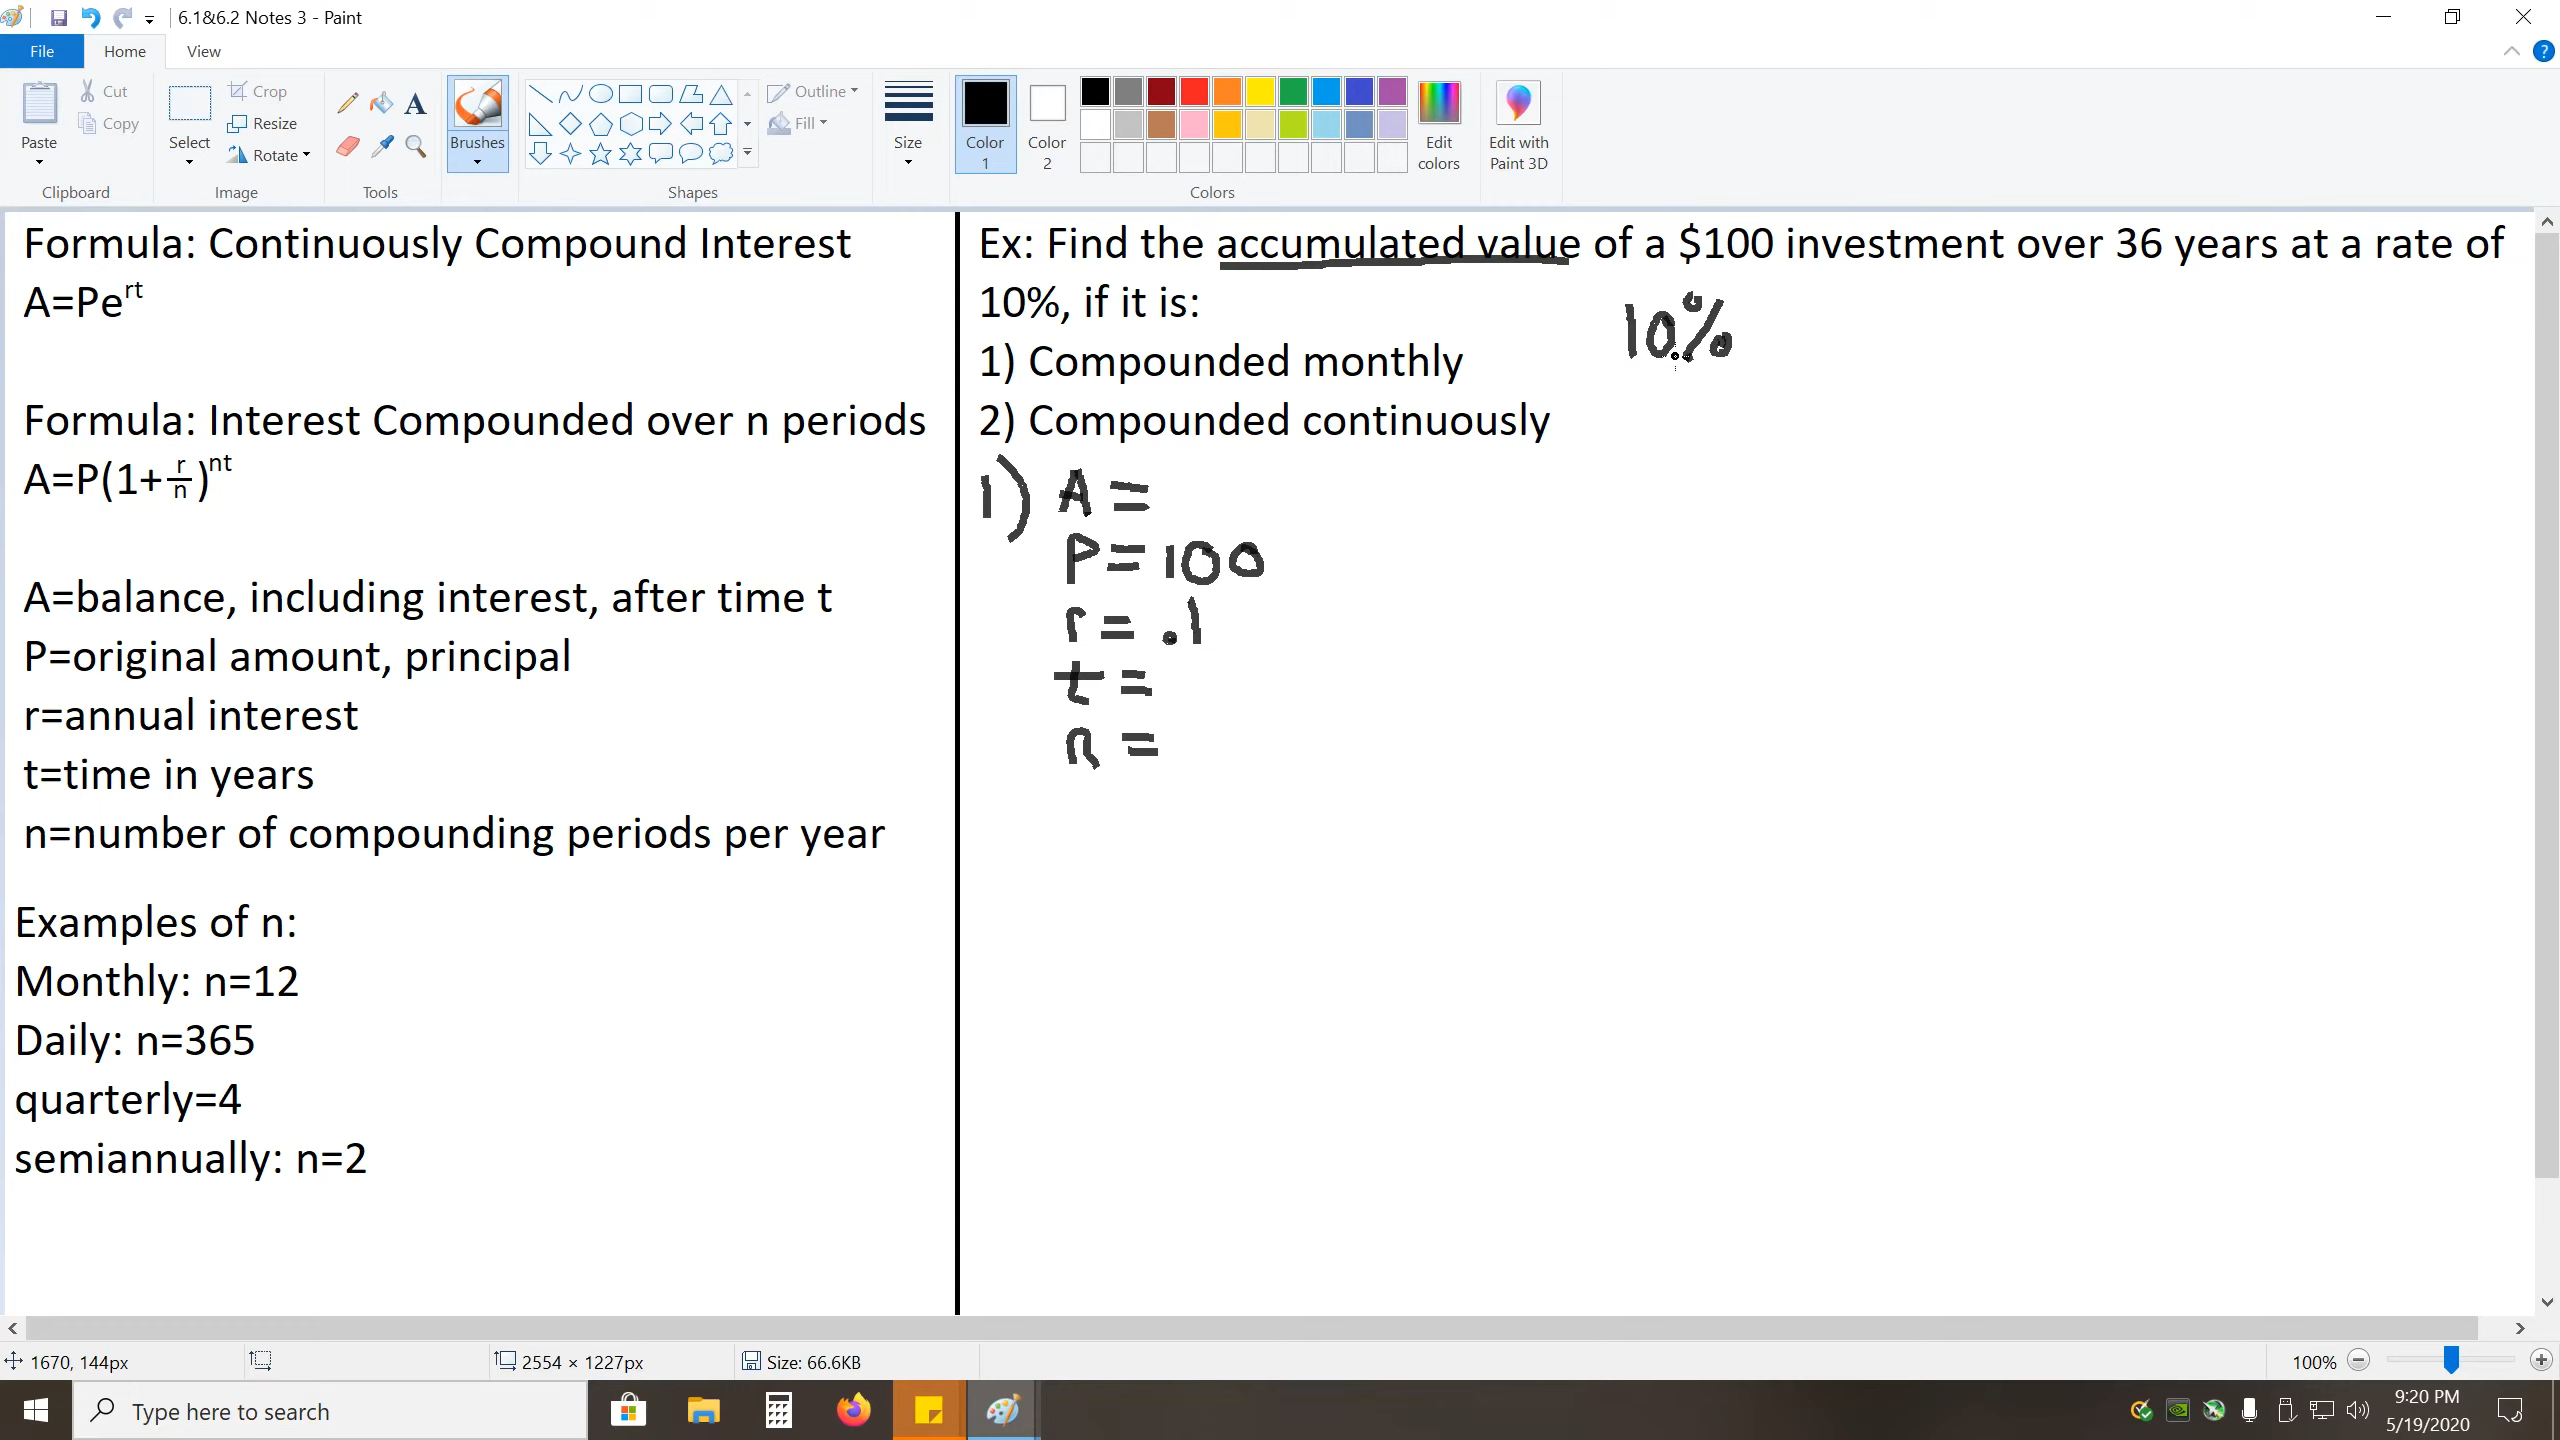 6.1&6.2 Notes 3 - Paint
File Home View
Paste Cut Copy Clipboard
Select Crop Resize Rotate Image
A Tools
Brushes
Shapes Outline Fill
Size
Color 1 Color 2 Colors Edit colors
Edit with Paint 3D
Formula: Continuously Compound Interest
A=Pe^rt
Formula: Interest Compounded over n periods
A=P(1+r/n)^nt
A=balance, including interest, after time t
P=original amount, principal
r=annual interest
t=time in years
n=number of compounding periods per year
Examples of n:
Monthly: n=12
Daily: n=365
quarterly=4
semiannually: n=2
Ex: Find the accumulated value of a $100 investment over 36 years at a rate of
10%, if it is:
10%
1) Compounded monthly
2) Compounded continuously
1) A =
P = 100
r = .1
t =
n =
1670, 144px 2554 × 1227px Size: 66.6KB 100%
Type here to search
9:20 PM
5/19/2020